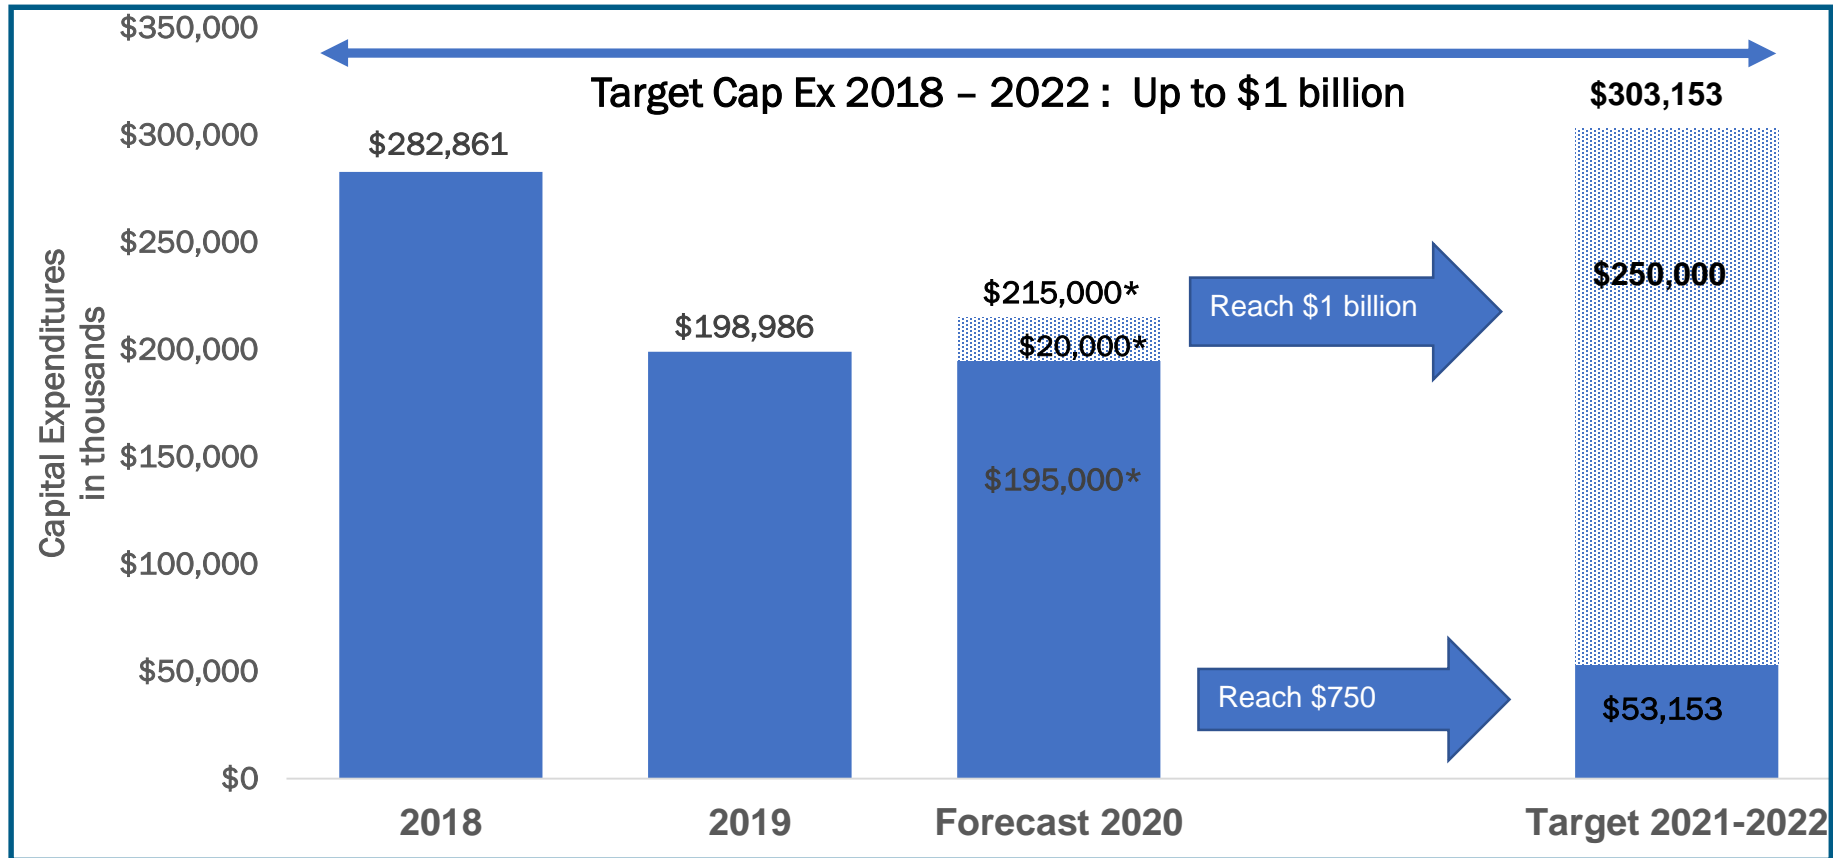 $350,000
Target Cap Ex 2018 – 2022 : Up to $1 billion
$303,153
$300,000
$282,861
$250,000
$250,000
$215,000*
Reach $1 billion
$198,986
$20,000*
$200,000
Capital Expenditures
in thousands
$150,000
$195,000*
$100,000
$50,000
Reach $750
$53,153
$0
2018
2019
Forecast 2020
Target 2021-2022